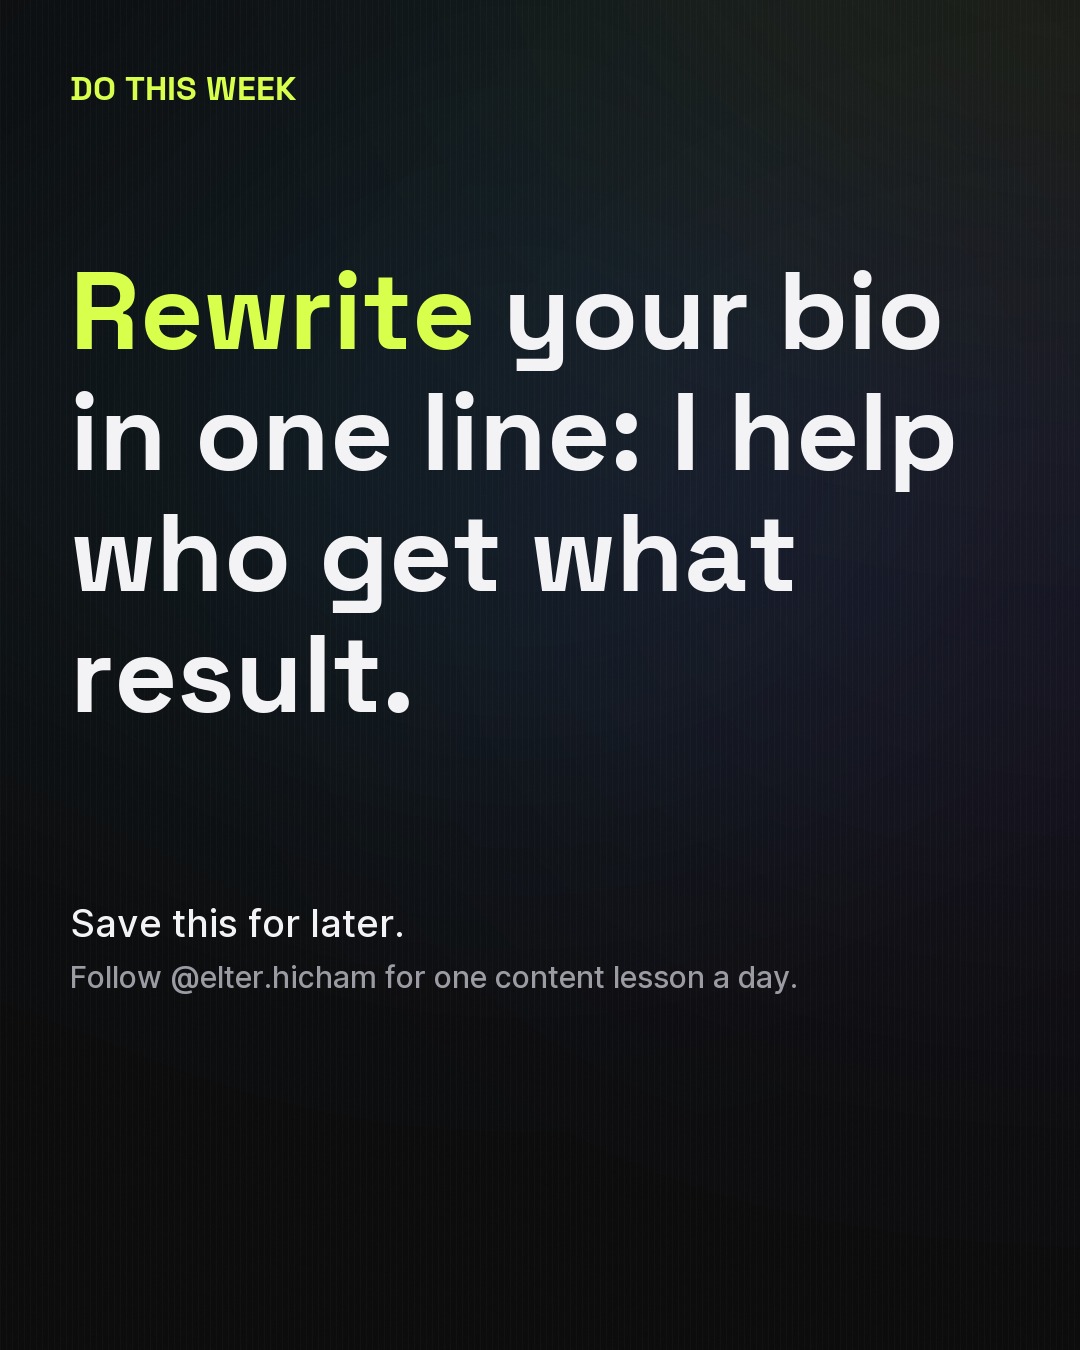 DO THIS WEEK
Rewrite your bio
in one line: I help
who get what
result.
Save this for later.
Follow @elter.hicham for one content lesson a day.